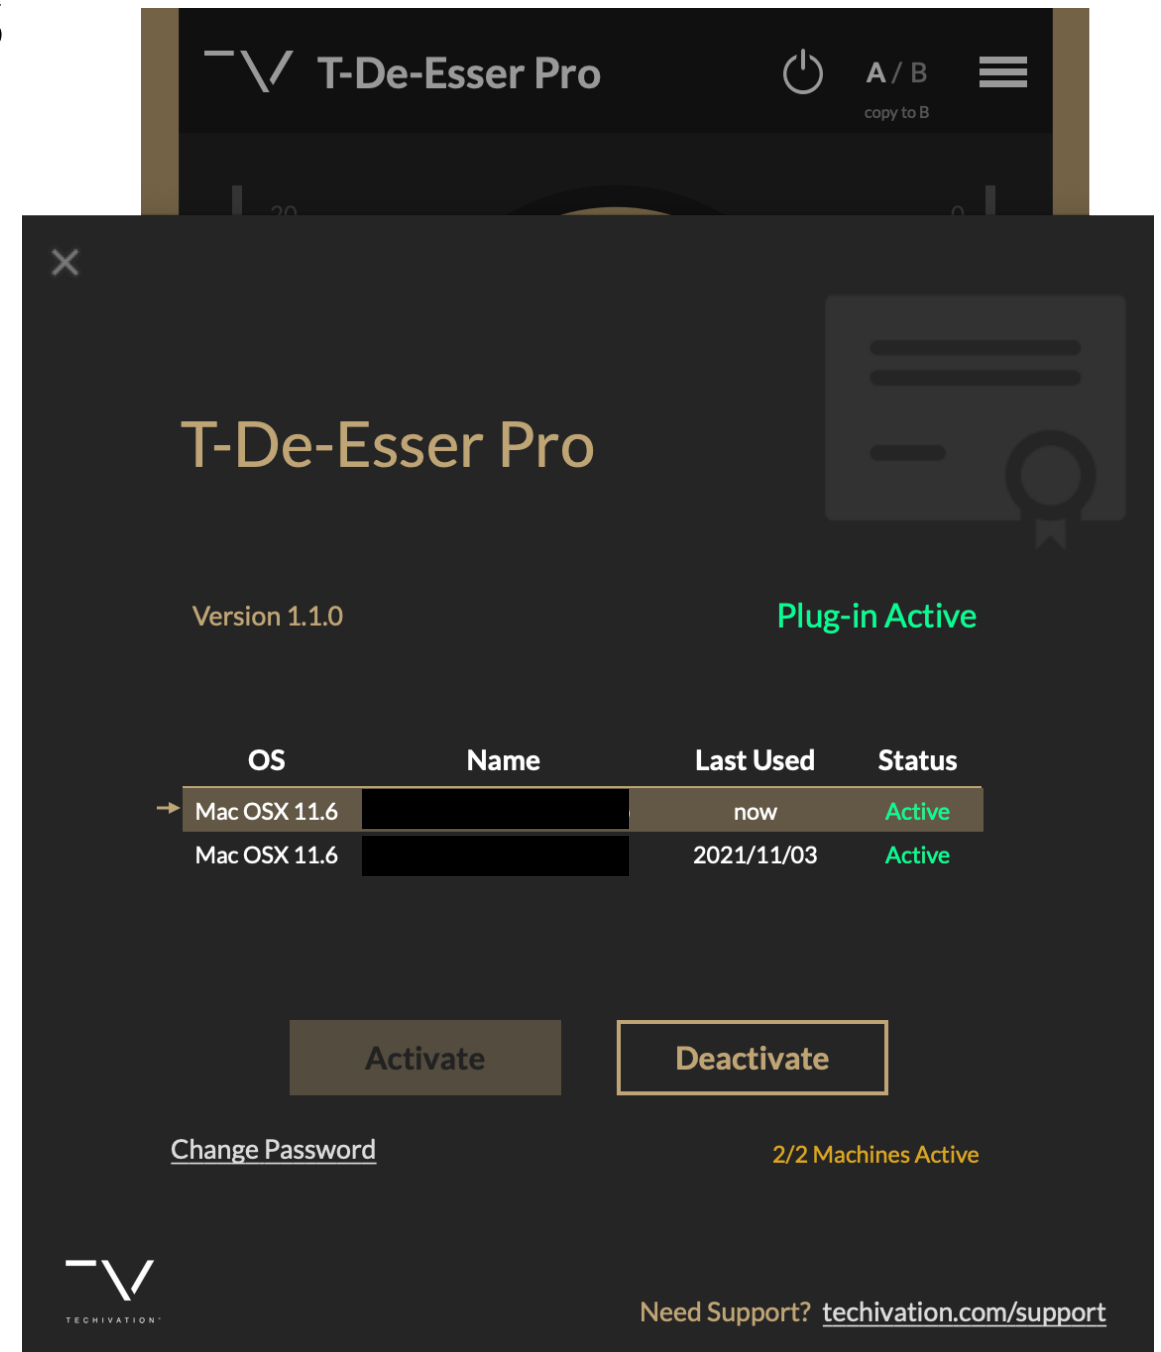 T-De-Esser Pro
A / B
copy to B
20
0
T-De-Esser Pro
Version 1.1.0
Plug-in Active
OS Name Last Used Status
Mac OSX 11.6 now Active
Mac OSX 11.6 2021/11/03 Active
Activate Deactivate
Change Password
2/2 Machines Active
TECHIVATION
Need Support? techivation.com/support